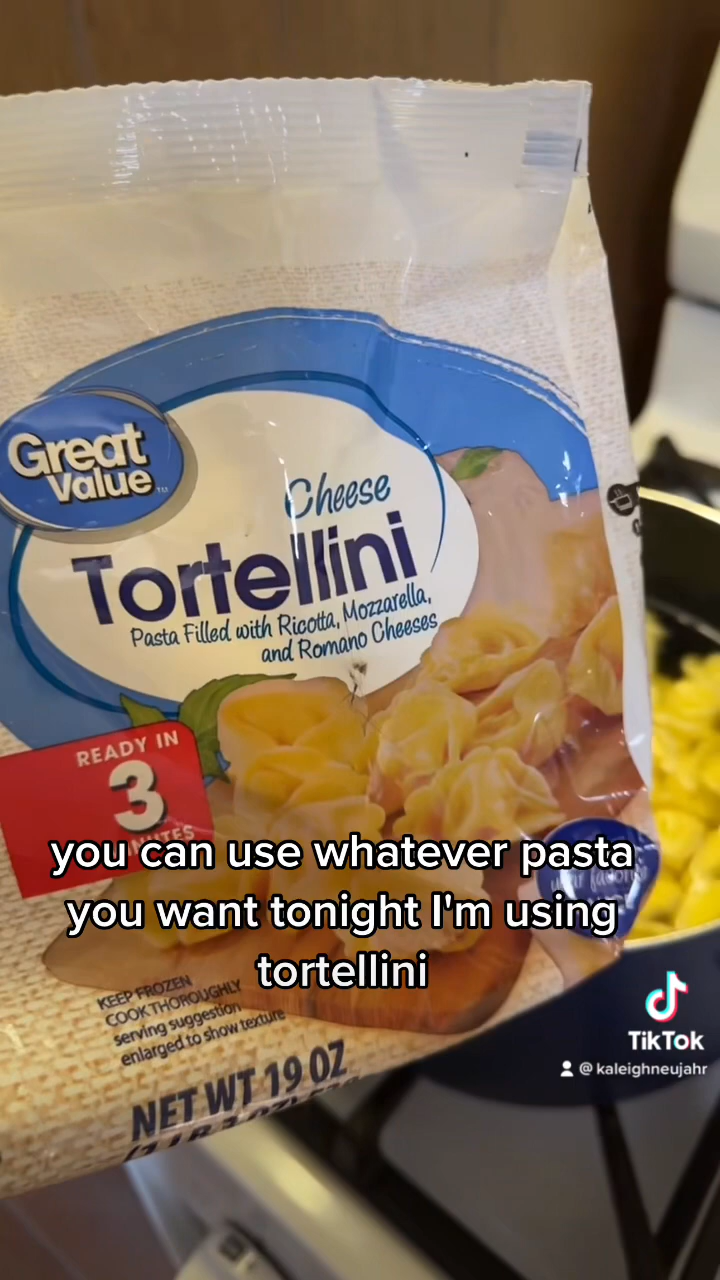 Great
Value
Cheese
Tortellini
Pasta Filled with Ricotta, Mozzarella,
and Romano Cheeses
READY IN
3
MINUTES
you can use whatever pasta
you want tonight I'm using
tortellini
KEEP FROZEN
COOK THOROUGHLY
serving suggestion
enlarged to show texture
NET WT 19 OZ
TikTok
@kaleighneujahr